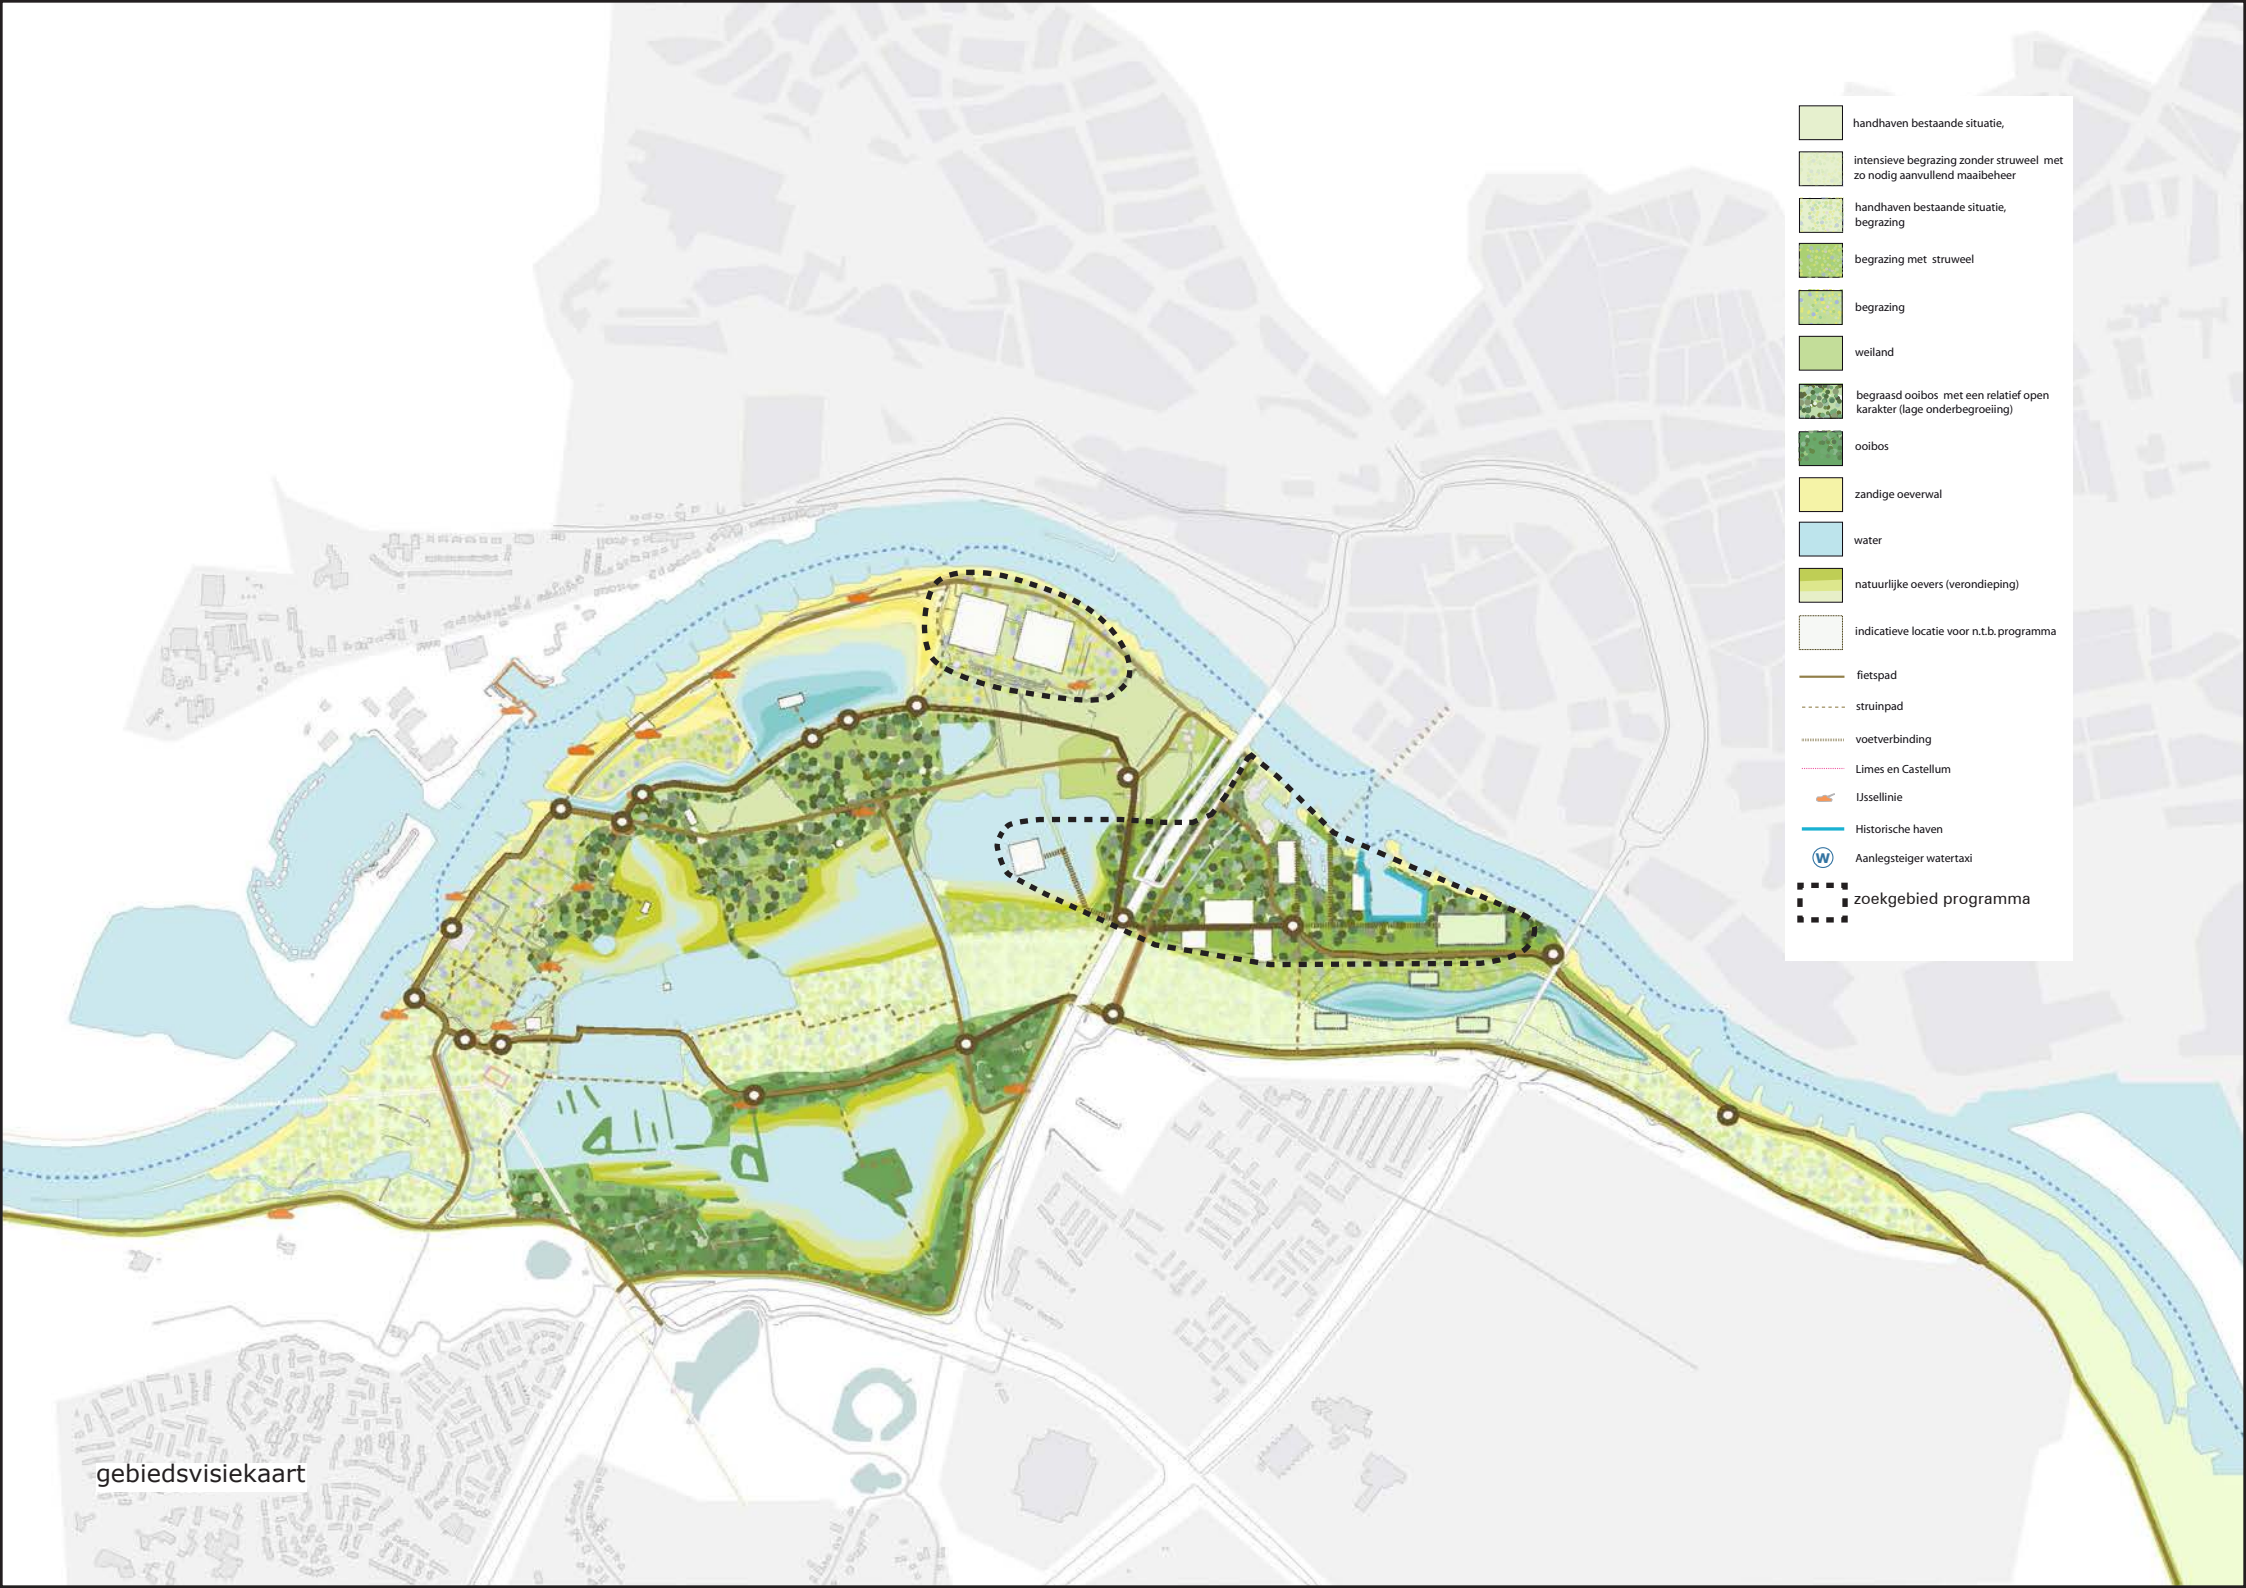 handhaven bestaande situatie,
intensieve begrazing zonder struweel met
zo nodig aanvullend maaibeheer
handhaven bestaande situatie,
begrazing
begrazing met struweel
begrazing
weiland
begraasd ooibos met een relatief open
karakter (lage onderbegroeiing)
ooibos
zandige oeverwal
water
natuurlijke oevers (verondieping)
indicatieve locatie voor n.t.b. programma
fietspad
struinpad
voetverbinding
Limes en Castellum
IJssellinie
Historische haven
W Aanlegsteiger watertaxi
zoekgebied programma
gebiedsvisiekaart